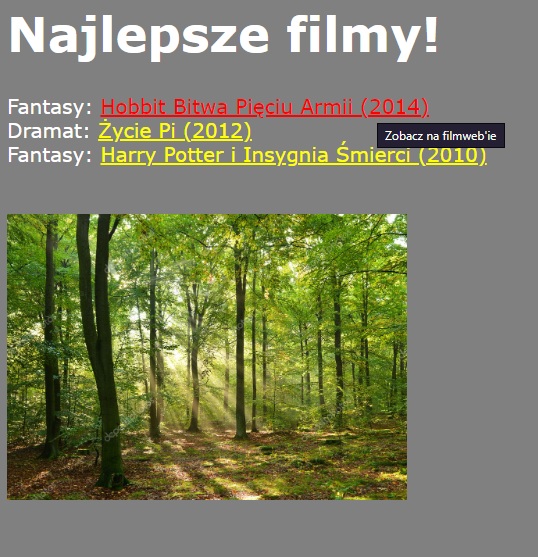 Najlepsze filmy!
Fantasy: Hobbit Bitwa Pięciu Armii (2014)
Dramat: Życie Pi (2012)
Zobacz na filmweb'ie
Fantasy: Harry Potter i Insygnia Śmierci (2010)